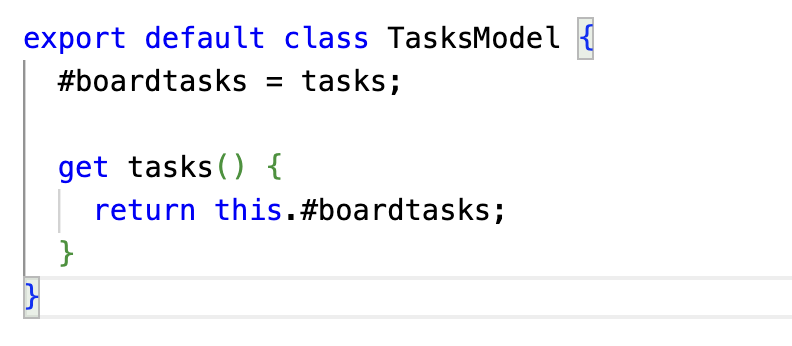 export default class TasksModel {
  #boardtasks = tasks;

  get tasks() {
    return this.#boardtasks;
  }
}